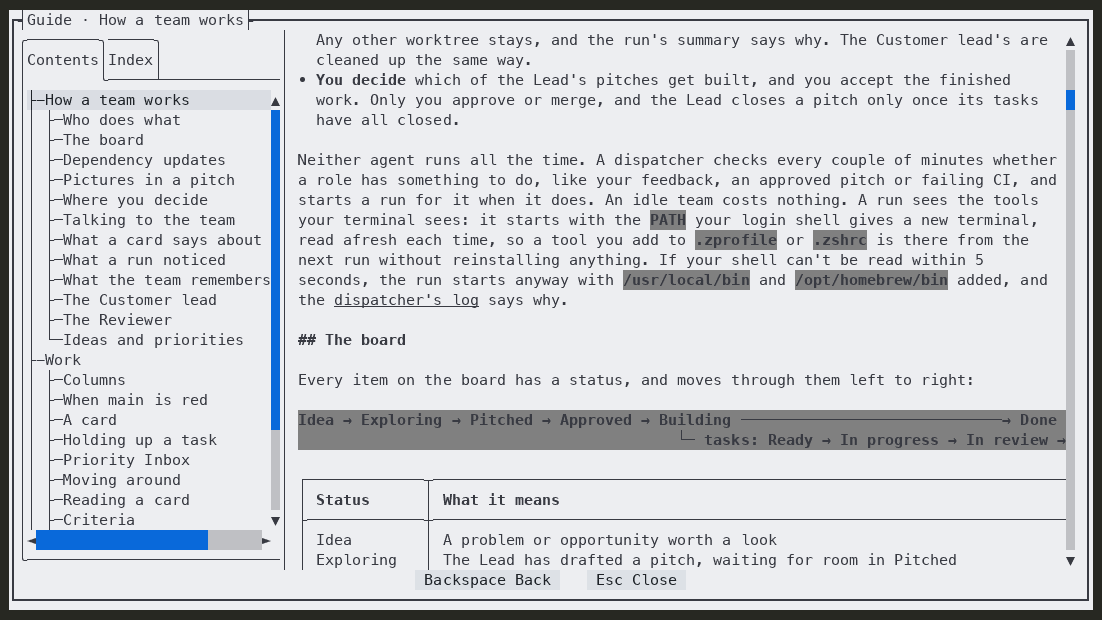 Guide · How a team works
Contents
Index
How a team works
Who does what
The board
Dependency updates
Pictures in a pitch
Where you decide
Talking to the team
What a card says about
What a run noticed
What the team remembers
The Customer lead
The Reviewer
Ideas and priorities
Work
Columns
When main is red
A card
Holding up a task
Priority Inbox
Moving around
Reading a card
Criteria
Any other worktree stays, and the run's summary says why. The Customer lead's are
cleaned up the same way.
• You decide which of the Lead's pitches get built, and you accept the finished
work. Only you approve or merge, and the Lead closes a pitch only once its tasks
have all closed.
Neither agent runs all the time. A dispatcher checks every couple of minutes whether
a role has something to do, like your feedback, an approved pitch or failing CI, and
starts a run for it when it does. An idle team costs nothing. A run sees the tools
your terminal sees: it starts with the PATH your login shell gives a new terminal,
read afresh each time, so a tool you add to .zprofile or .zshrc is there from the
next run without reinstalling anything. If your shell can't be read within 5
seconds, the run starts anyway with /usr/local/bin and /opt/homebrew/bin added, and
the dispatcher's log says why.
## The board
Every item on the board has a status, and moves through them left to right:
Idea → Exploring → Pitched → Approved → Building ─────────→ Done
└─ tasks: Ready → In progress → In review →
Status What it means
Idea A problem or opportunity worth a look
Exploring The Lead has drafted a pitch, waiting for room in Pitched
Backspace Back Esc Close